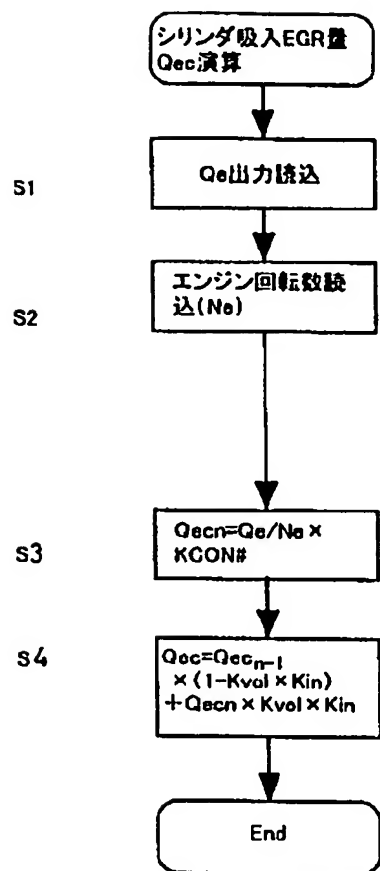 シリンダ吸入EGR量
Qec演算
S1
Qe出力読込
S2
エンジン回転数読
込(Ne)
S3
Qecn=Qe/Ne×
KCON#
S4
Qec=Qecn-1
×(1-Kvol×Kin)
+Qecn×Kvol×Kin
End